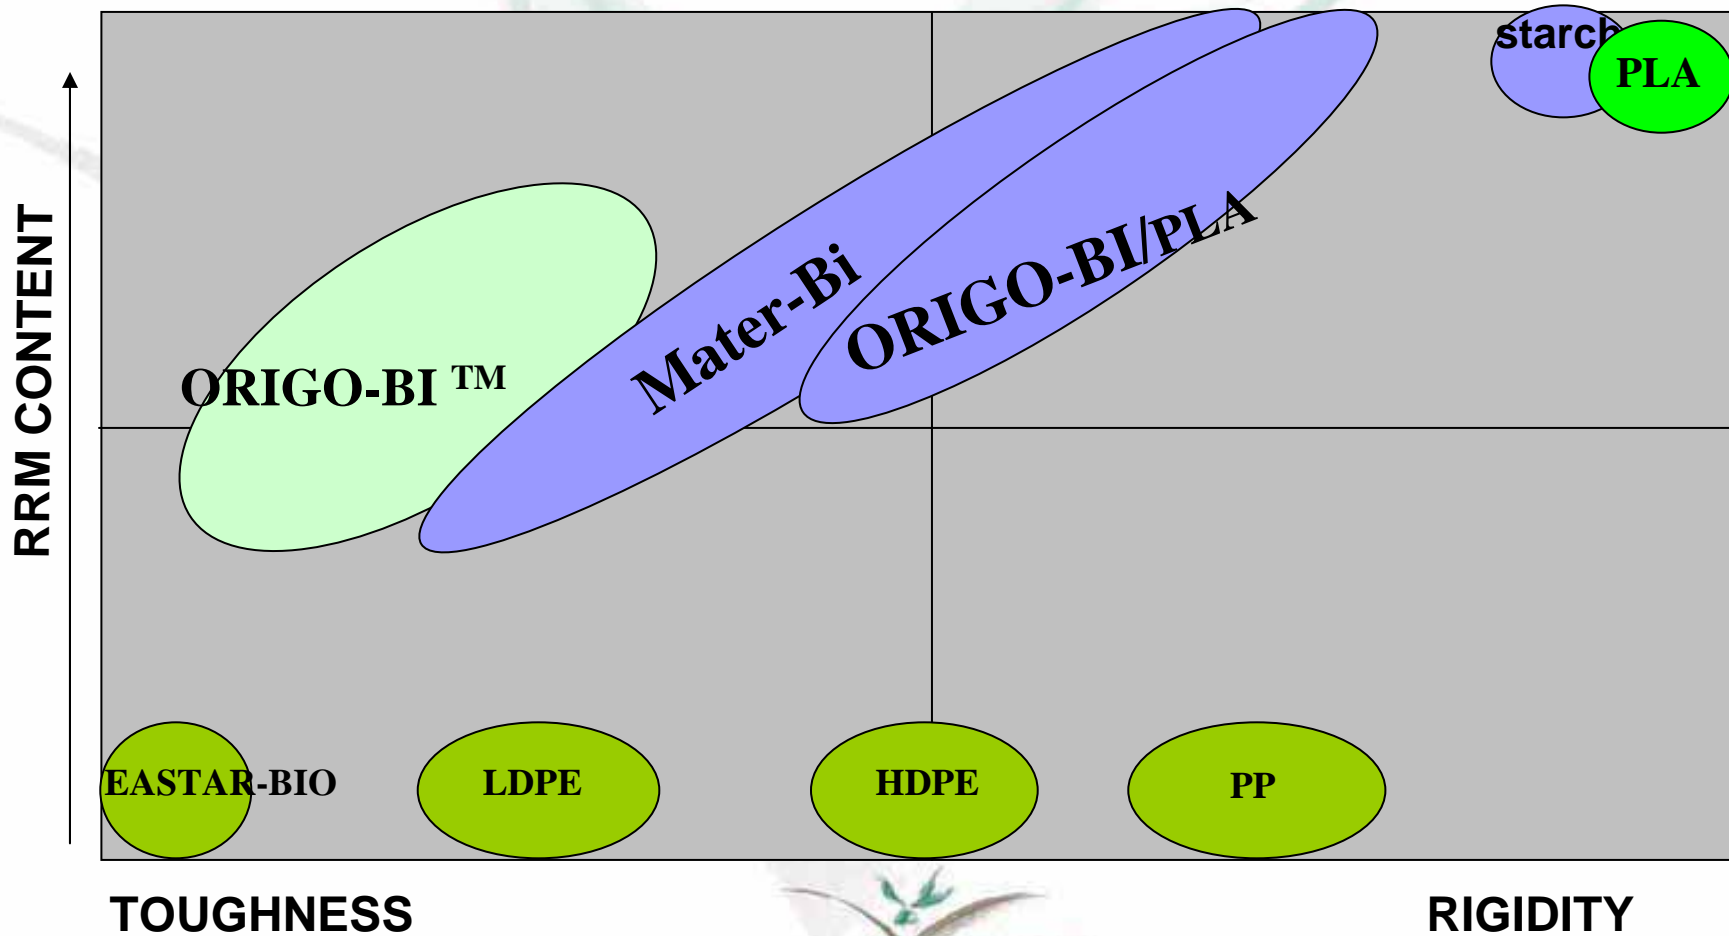 starch
PLA
RRM CONTENT
Mater-Bi
ORIGO-BI/PLA
ORIGO-BI TM
EASTAR-BIO
LDPE
HDPE
PP
TOUGHNESS
RIGIDITY